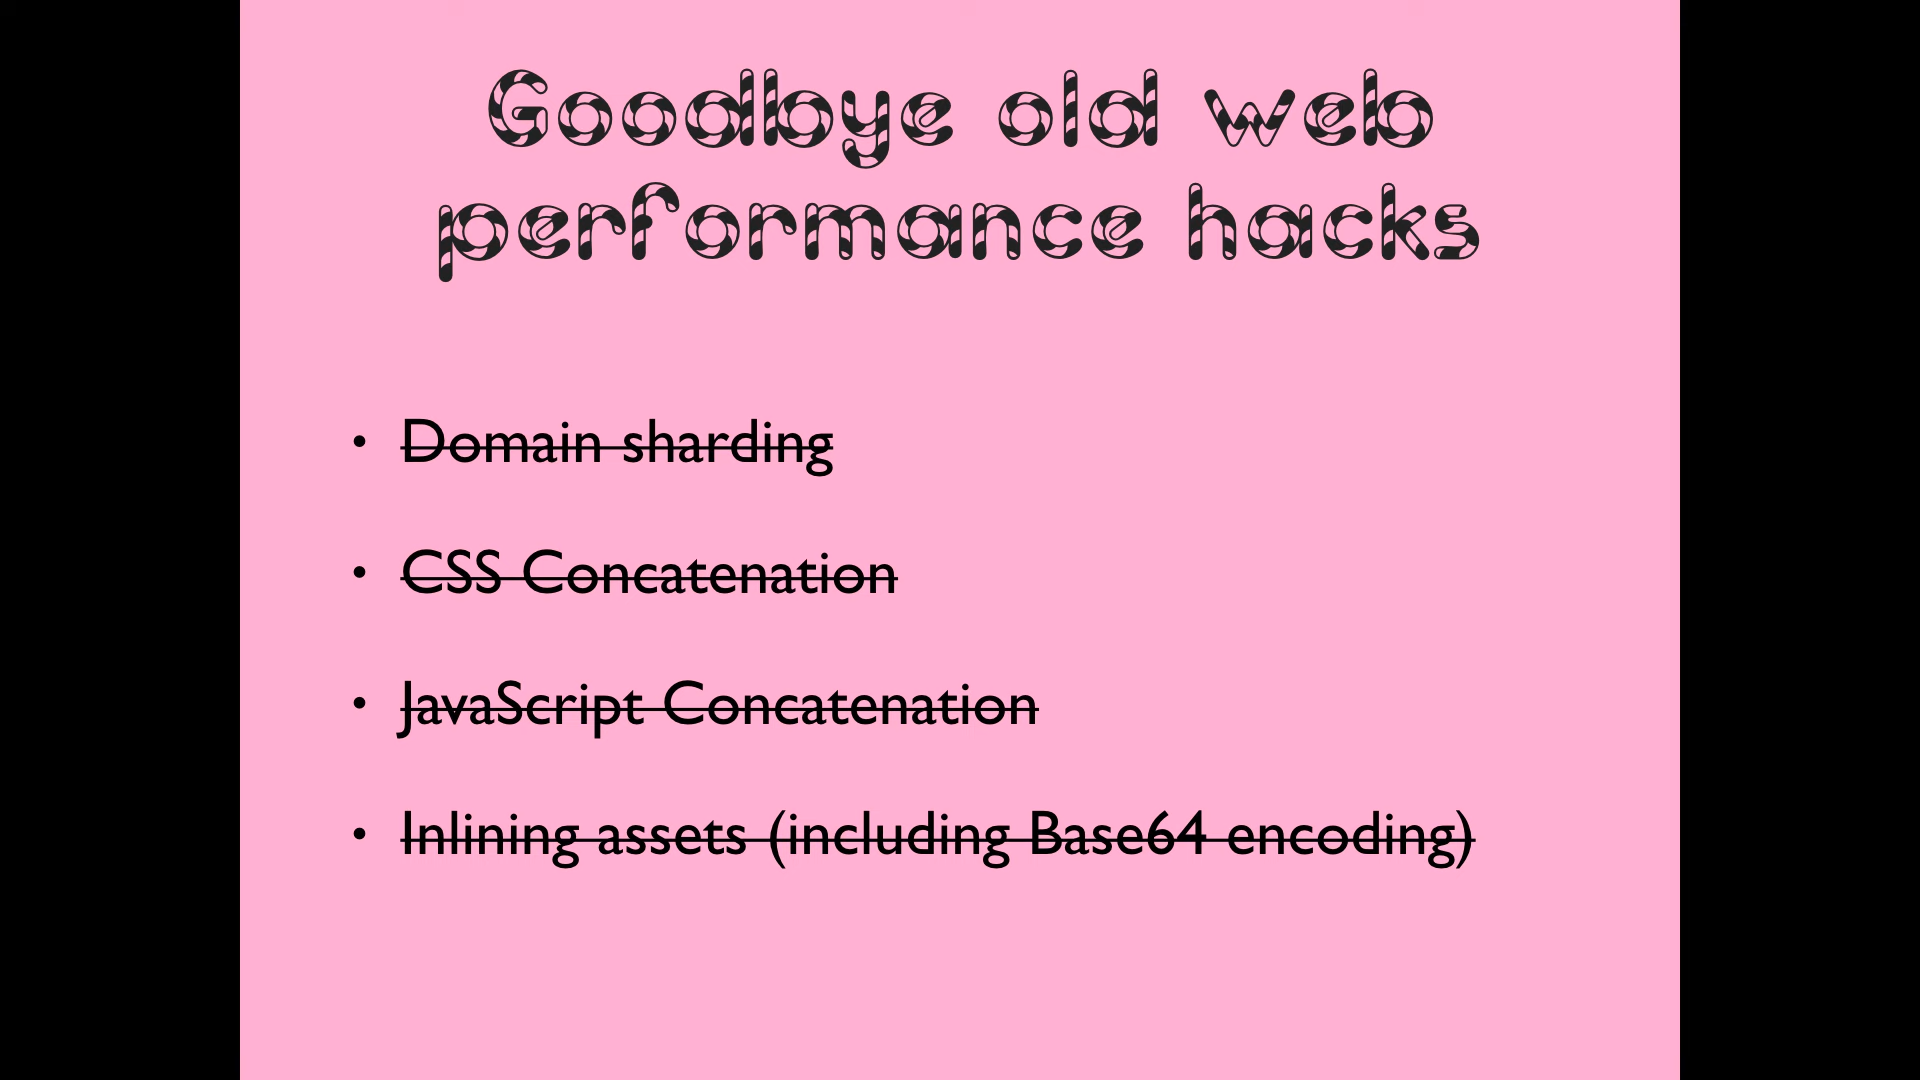 Goodbye old web
performance hacks
• Domain sharding
• CSS Concatenation
• JavaScript Concatenation
• Inlining assets (including Base64 encoding)